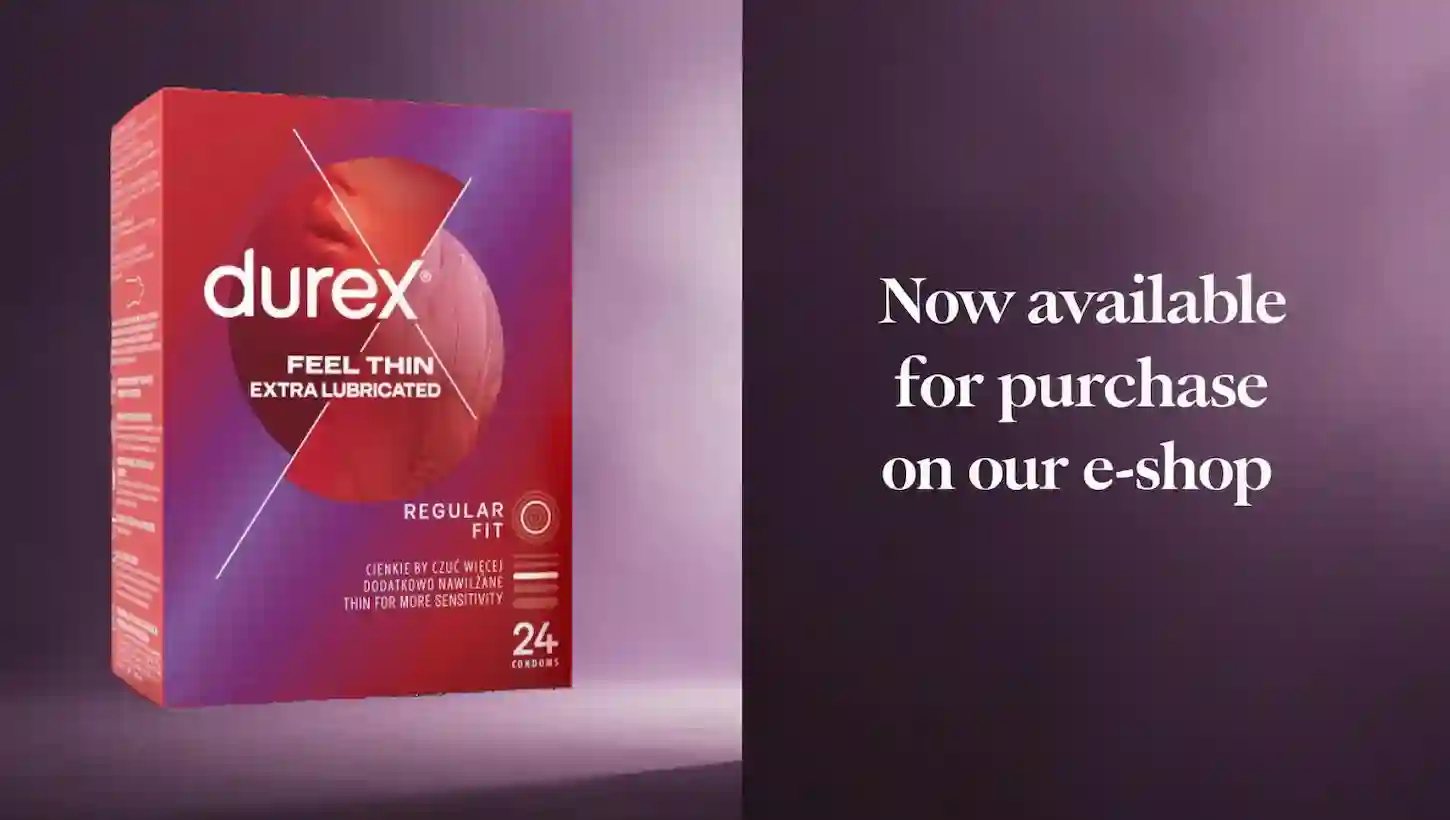 durex®
FEEL THIN
EXTRA LUBRICATED
REGULAR
FIT
CIENKIE BY CZUĆ WIĘCEJ
DODATKOWO NAWILŻANE
THIN FOR MORE SENSITIVITY
24
CONDOMS
Now available
for purchase
on our e-shop